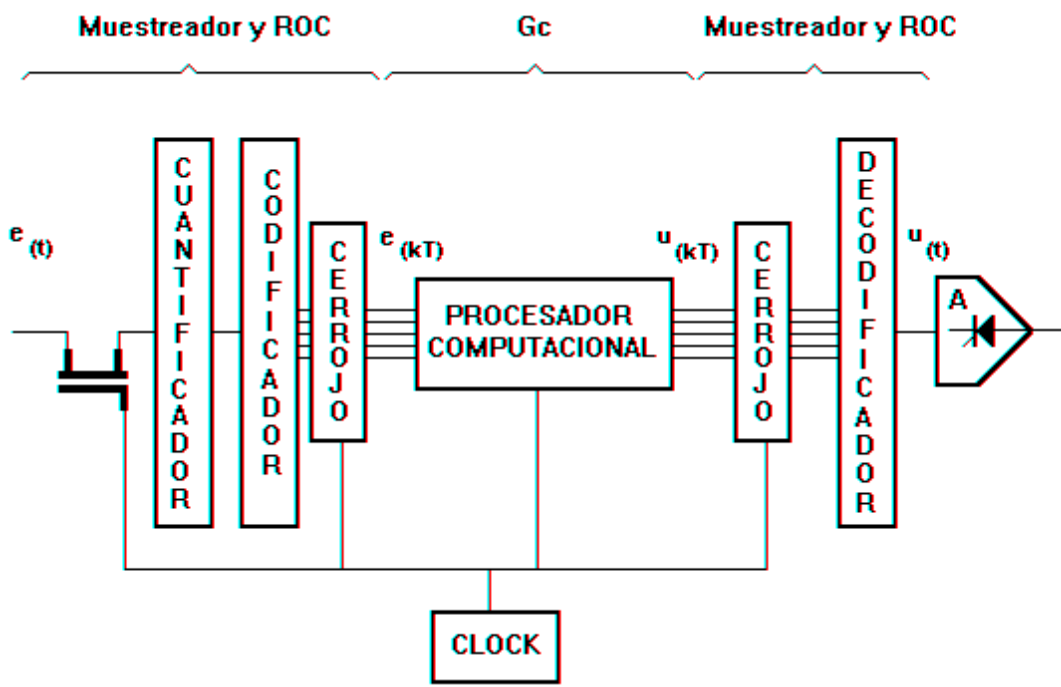 Muestreador y ROC
Gc
Muestreador y ROC
e (t)
CUANTIFICADOR
CODIFICADOR
CERROJO
e (kT)
PROCESADOR
COMPUTACIONAL
u (kT)
CERROJO
DECODIFICADOR
u (t)
A
CLOCK